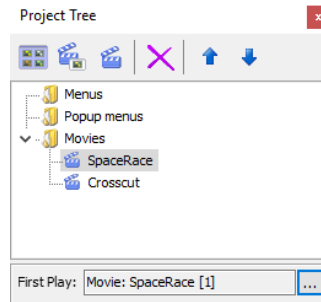 Project Tree
x
Menus
Popup menus
Movies
SpaceRace
Crosscut
First Play: Movie: SpaceRace [1] ...